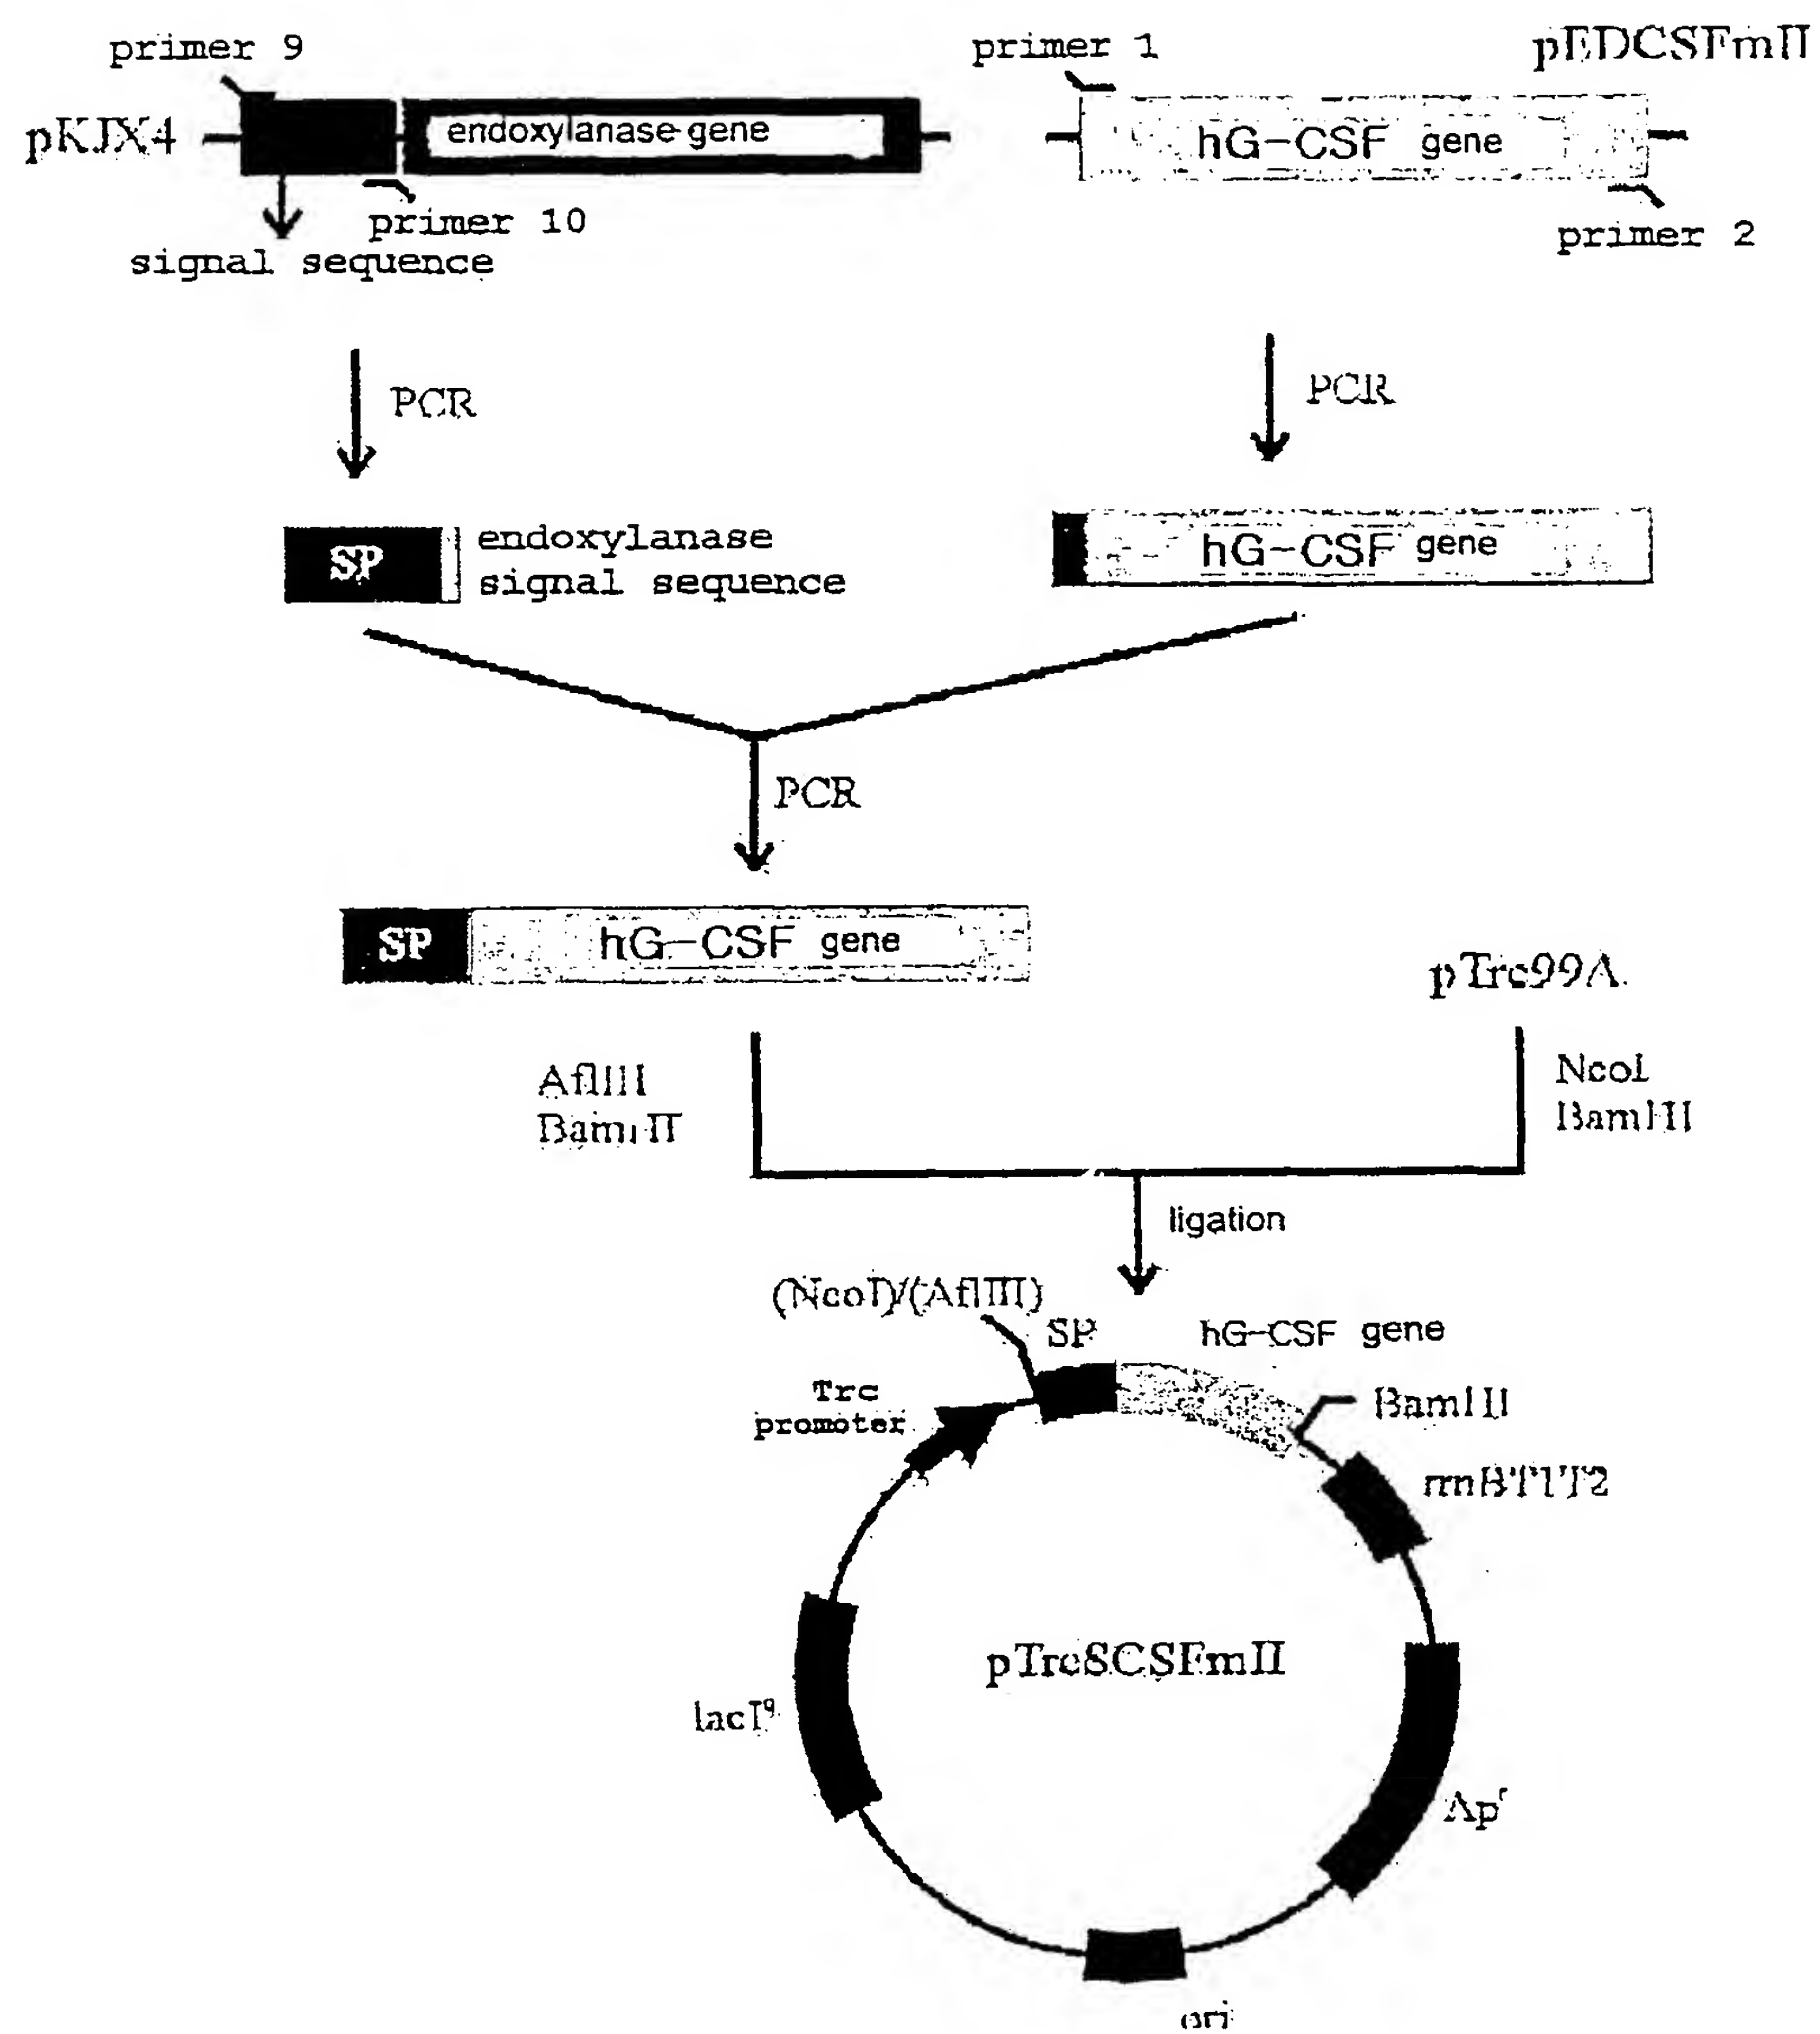 primer 9
primer 1
pEDCSFmII
pKJX4
endoxylanase gene
hG-CSF gene
primer 10
primer 2
signal sequence
PCR
PCR
SP
endoxylanase
signal sequence
hG-CSF gene
PCR
SP
hG-CSF gene
pTrc99A
AflIII
BamHI
NcoI
BamHI
ligation
(NcoI)/(AflIII)
SP
hG-CSF gene
Trc
promoter
BamHI
rrnBT1T2
pTrcSCSFmII
lacIq
Apr
ori